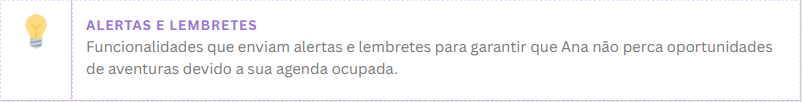 ALERTAS E LEMBRETES
Funcionalidades que enviam alertas e lembretes para garantir que Ana não perca oportunidades
de aventuras devido a sua agenda ocupada.